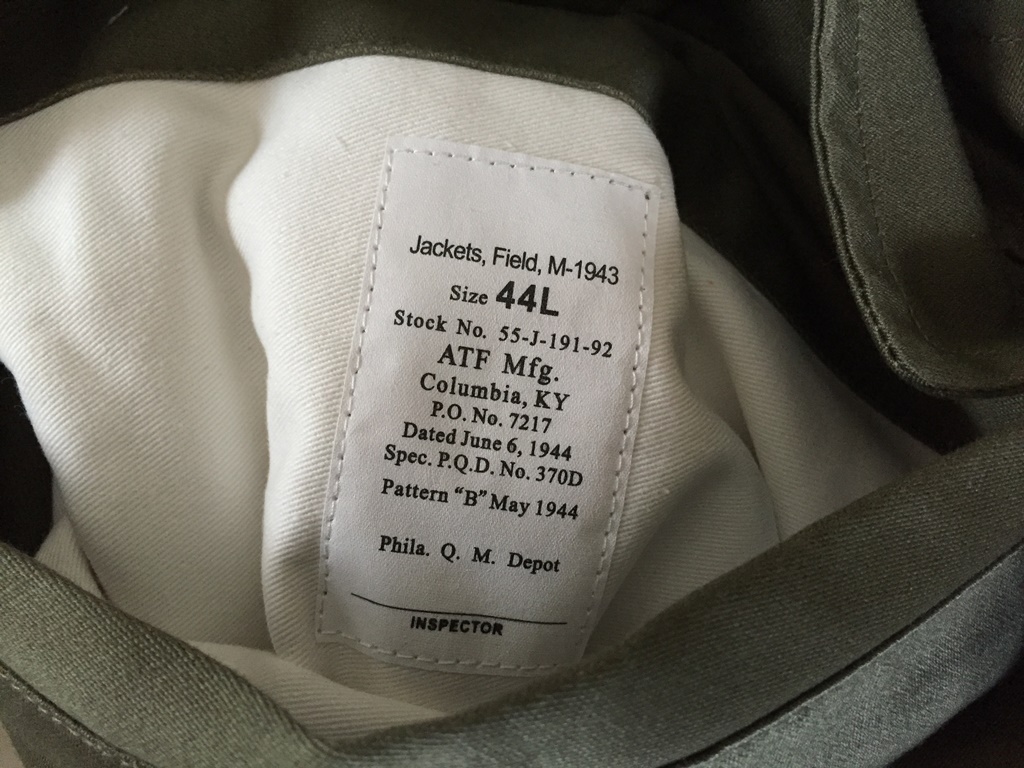 Jackets, Field, M-1943
Size 44L
Stock No. 55-J-191-92
ATF Mfg.
Columbia, KY
P.O. No. 7217
Dated June 6, 1944
Spec. P.Q.D. No. 370D
Pattern "B" May 1944
Phila. Q. M. Depot
INSPECTOR